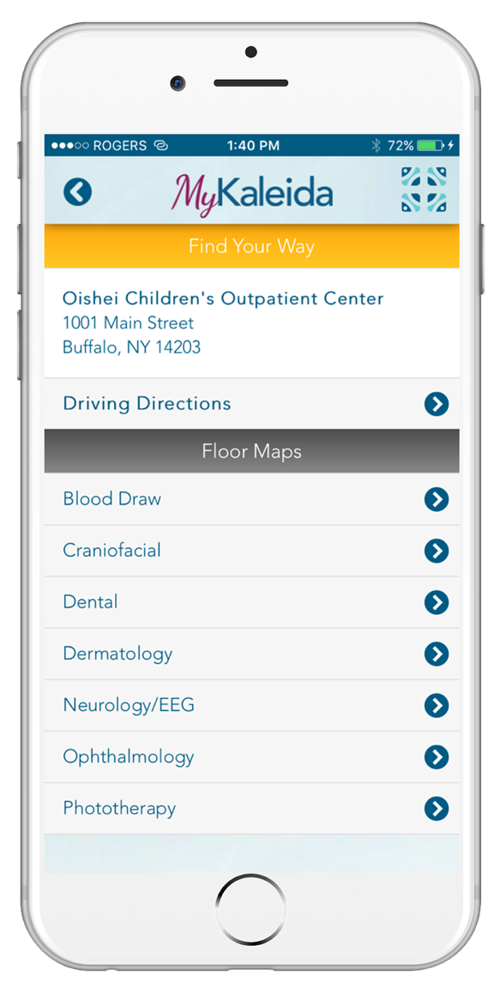 ROGERS 1:40 PM 72%
MyKaleida
Find Your Way
Oishei Children's Outpatient Center
1001 Main Street
Buffalo, NY 14203
Driving Directions
Floor Maps
Blood Draw
Craniofacial
Dental
Dermatology
Neurology/EEG
Ophthalmology
Phototherapy